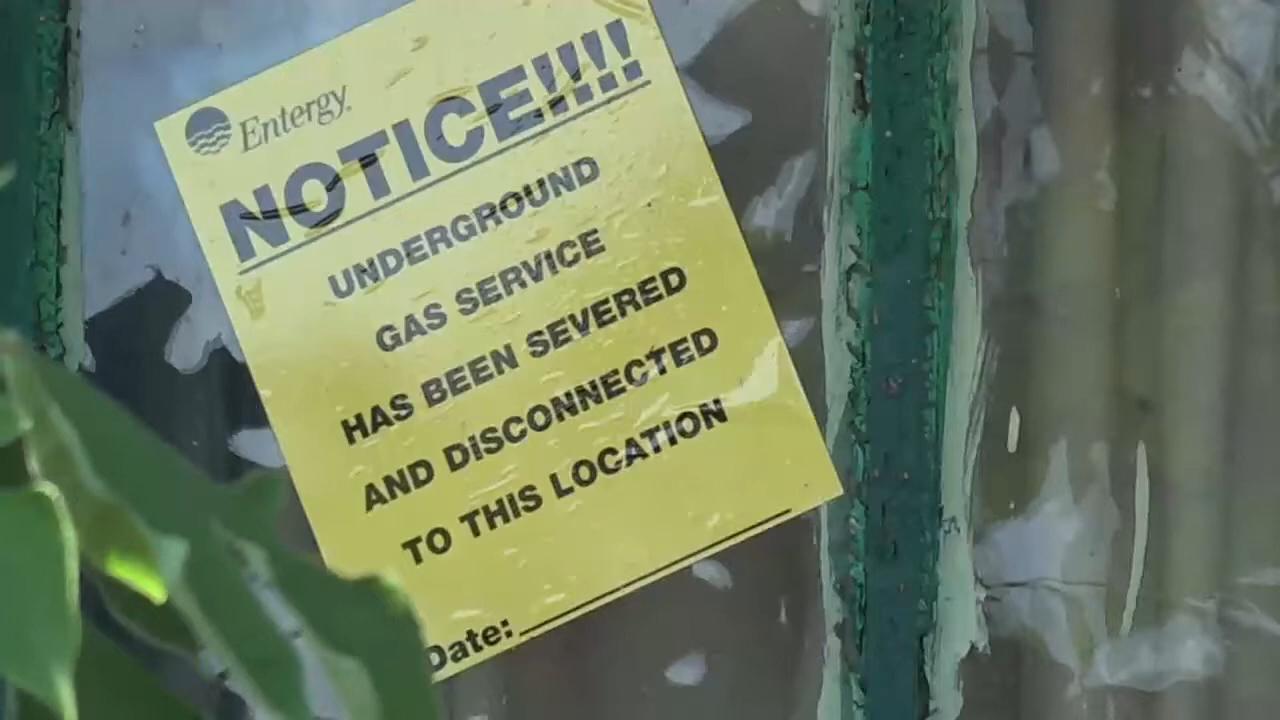 Entergy
NOTICE!!!!
UNDERGROUND
GAS SERVICE
HAS BEEN SEVERED
AND DISCONNECTED
TO THIS LOCATION
Date: